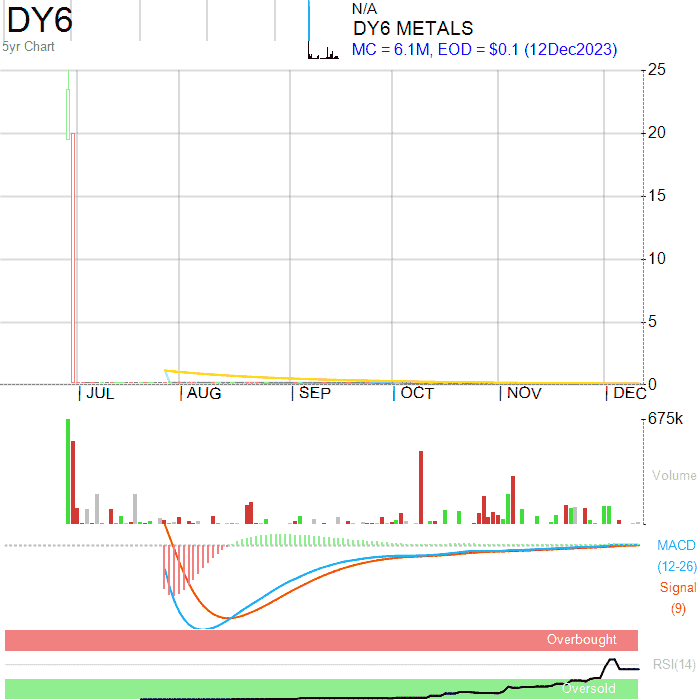 DY6
5yr Chart
N/A
DY6 METALS
MC = 6.1M, EOD = $0.1 (12Dec2023)
25
20
15
10
5
0
JUL AUG SEP OCT NOV DEC
675k
Volume
MACD
(12-26)
Signal
(9)
Overbought
RSI(14)
Oversold